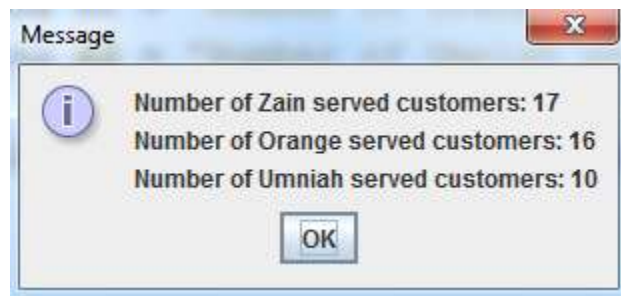 Message
Number of Zain served customers: 17
Number of Orange served customers: 16
Number of Umniah served customers: 10
OK